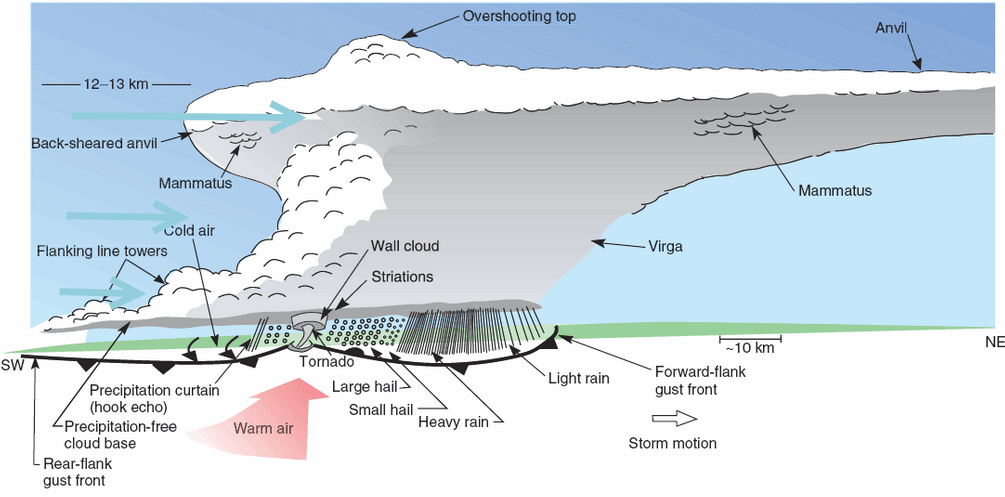 Overshooting top
Anvil
12–13 km
Back-sheared anvil
Mammatus
Mammatus
Cold air
Flanking line towers
Wall cloud
Virga
Striations
~10 km
NE
SW
Tornado
Precipitation curtain
(hook echo)
Large hail
Light rain
Forward-flank
gust front
Small hail
Heavy rain
Precipitation-free
cloud base
Warm air
Storm motion
Rear-flank
gust front